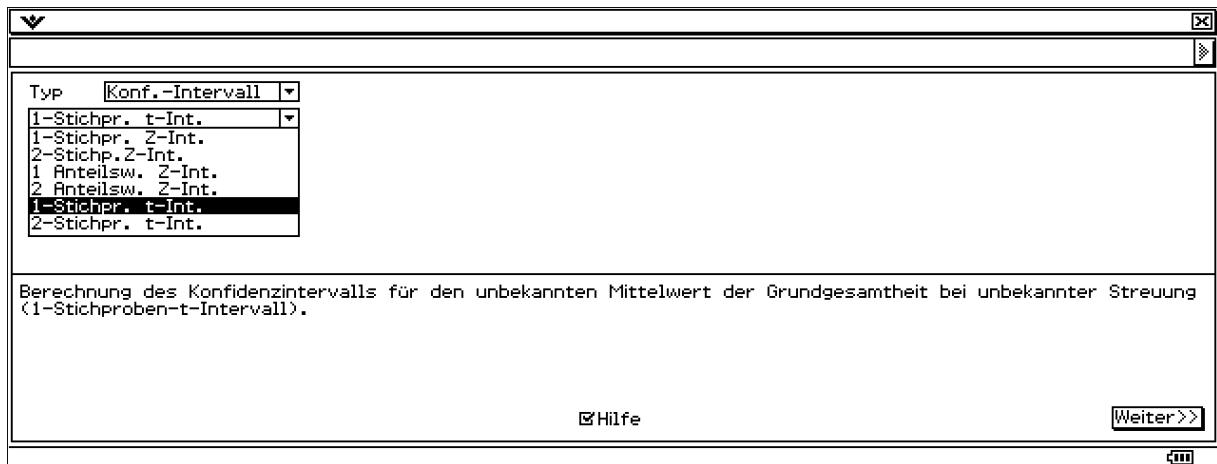 Typ Konf.-Intervall
1-Stichpr. t-Int.
1-Stichpr. Z-Int.
2-Stichp.Z-Int.
1 Anteilsw. Z-Int.
2 Anteilsw. Z-Int.
1-Stichpr. t-Int.
2-Stichpr. t-Int.
Berechnung des Konfidenzintervalls für den unbekannten Mittelwert der Grundgesamtheit bei unbekannter Streuung
(1-Stichproben-t-Intervall).
Hilfe
Weiter>>